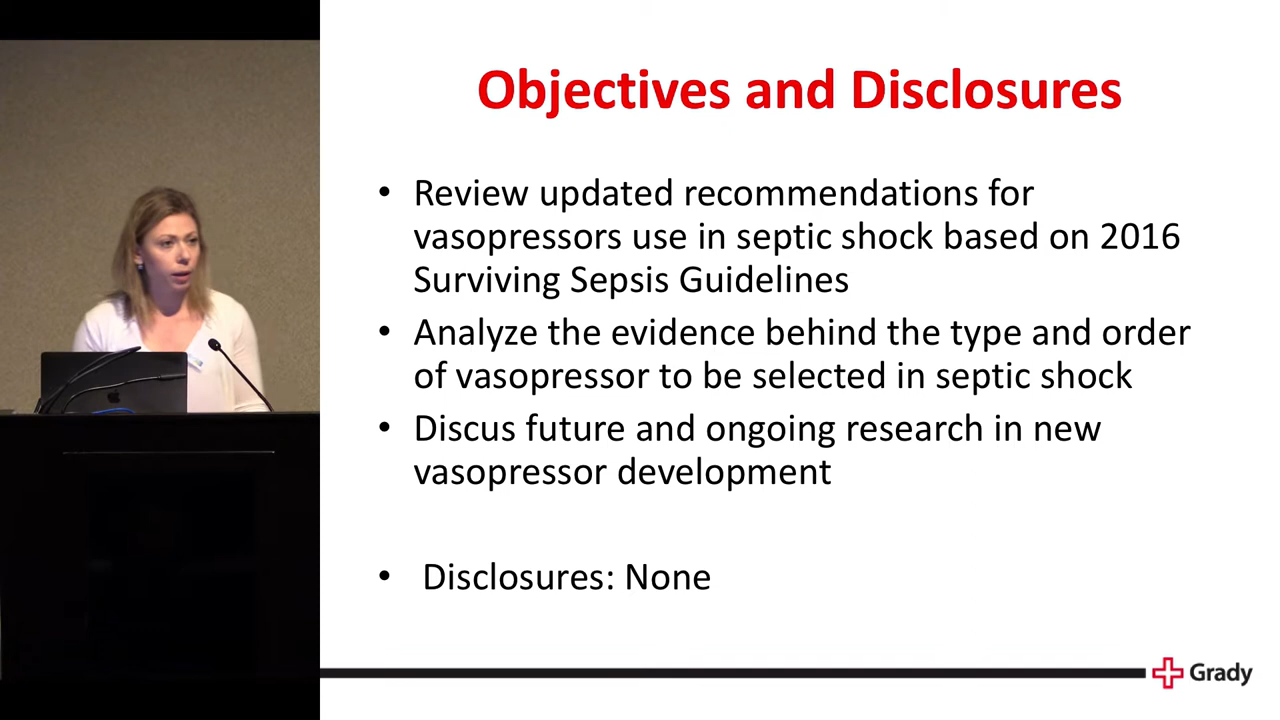 Objectives and Disclosures
• Review updated recommendations for
vasopressors use in septic shock based on 2016
Surviving Sepsis Guidelines
• Analyze the evidence behind the type and order
of vasopressor to be selected in septic shock
• Discus future and ongoing research in new
vasopressor development
• Disclosures: None
Grady